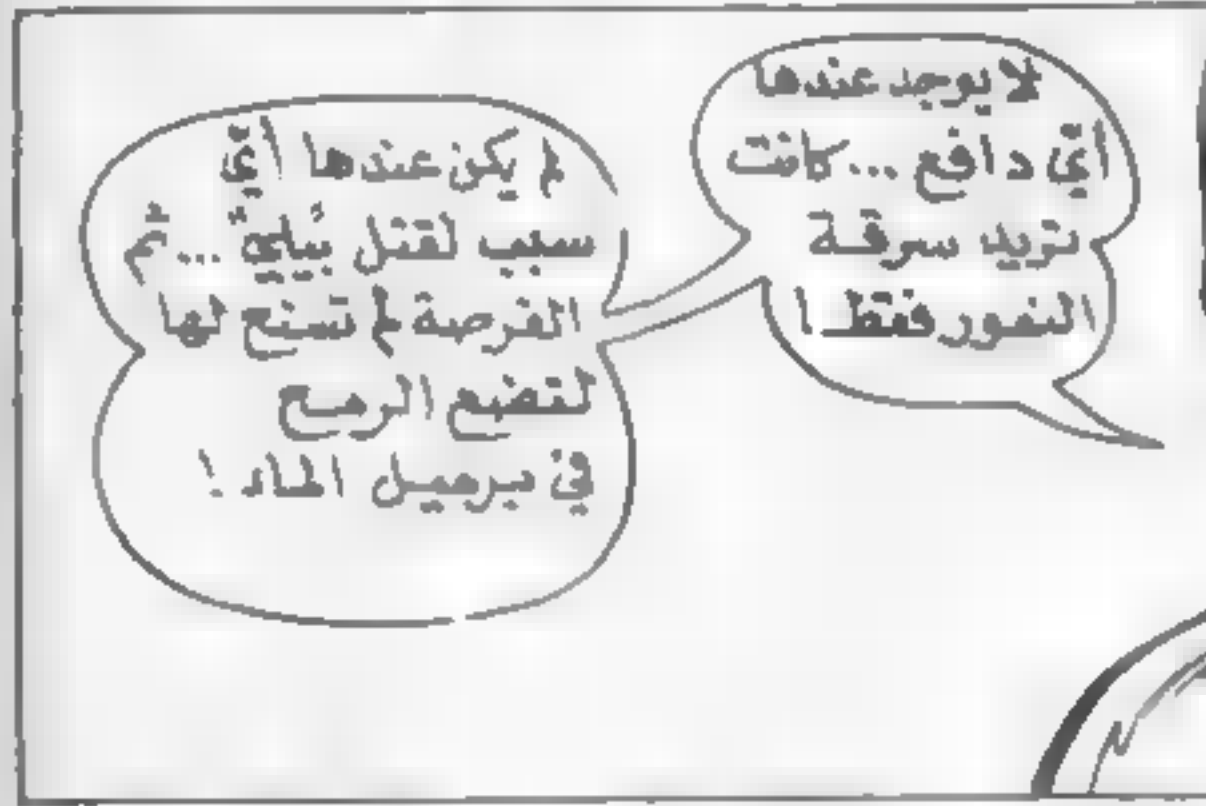 لا يوجد عندها
أيّ دافع ... كانت
تريد سرقة
النمور فقط !
لم يكن عندها أيّ
سبب لقتل بَيليّ ... ثم
الفرصة لم تسنح لها
لتضع الرمح
في برميل الماء !